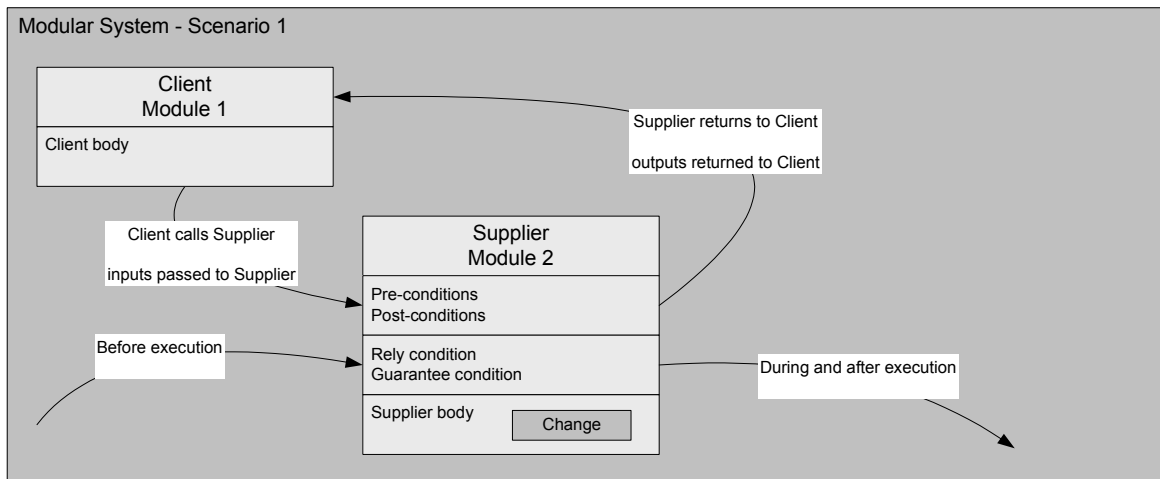 Modular System - Scenario 1
Client
Module 1
Client body
Supplier returns to Client
outputs returned to Client
Client calls Supplier
inputs passed to Supplier
Supplier
Module 2
Pre-conditions
Post-conditions
Before execution
Rely condition
Guarantee condition
During and after execution
Supplier body
Change